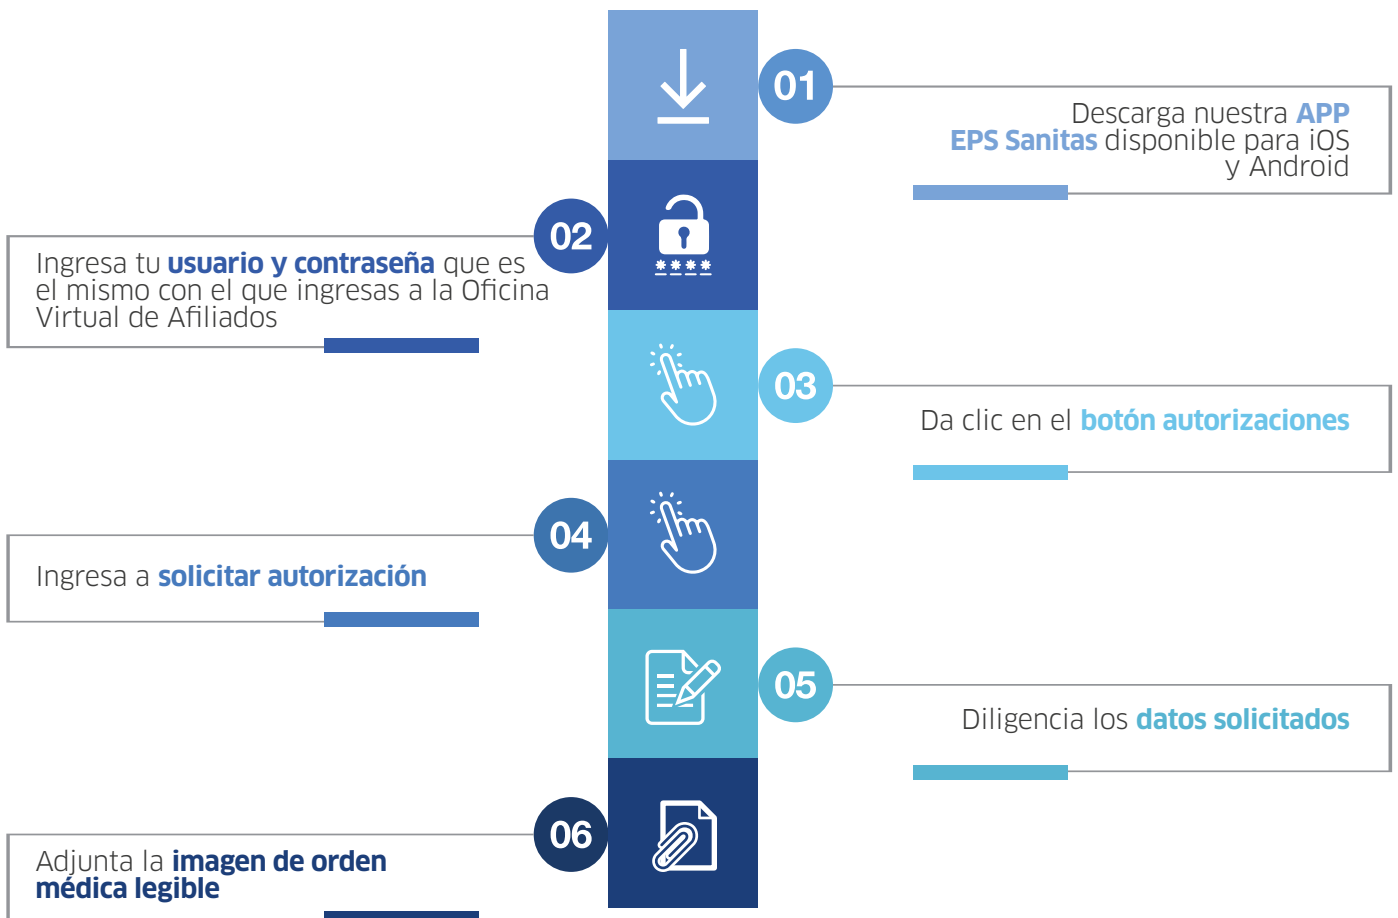 01
Descarga nuestra APP
EPS Sanitas disponible para iOS
y Android
02
Ingresa tu usuario y contraseña que es
el mismo con el que ingresas a la Oficina
Virtual de Afiliados
****
03
Da clic en el botón autorizaciones
04
Ingresa a solicitar autorización
05
Diligencia los datos solicitados
06
Adjunta la imagen de orden
médica legible